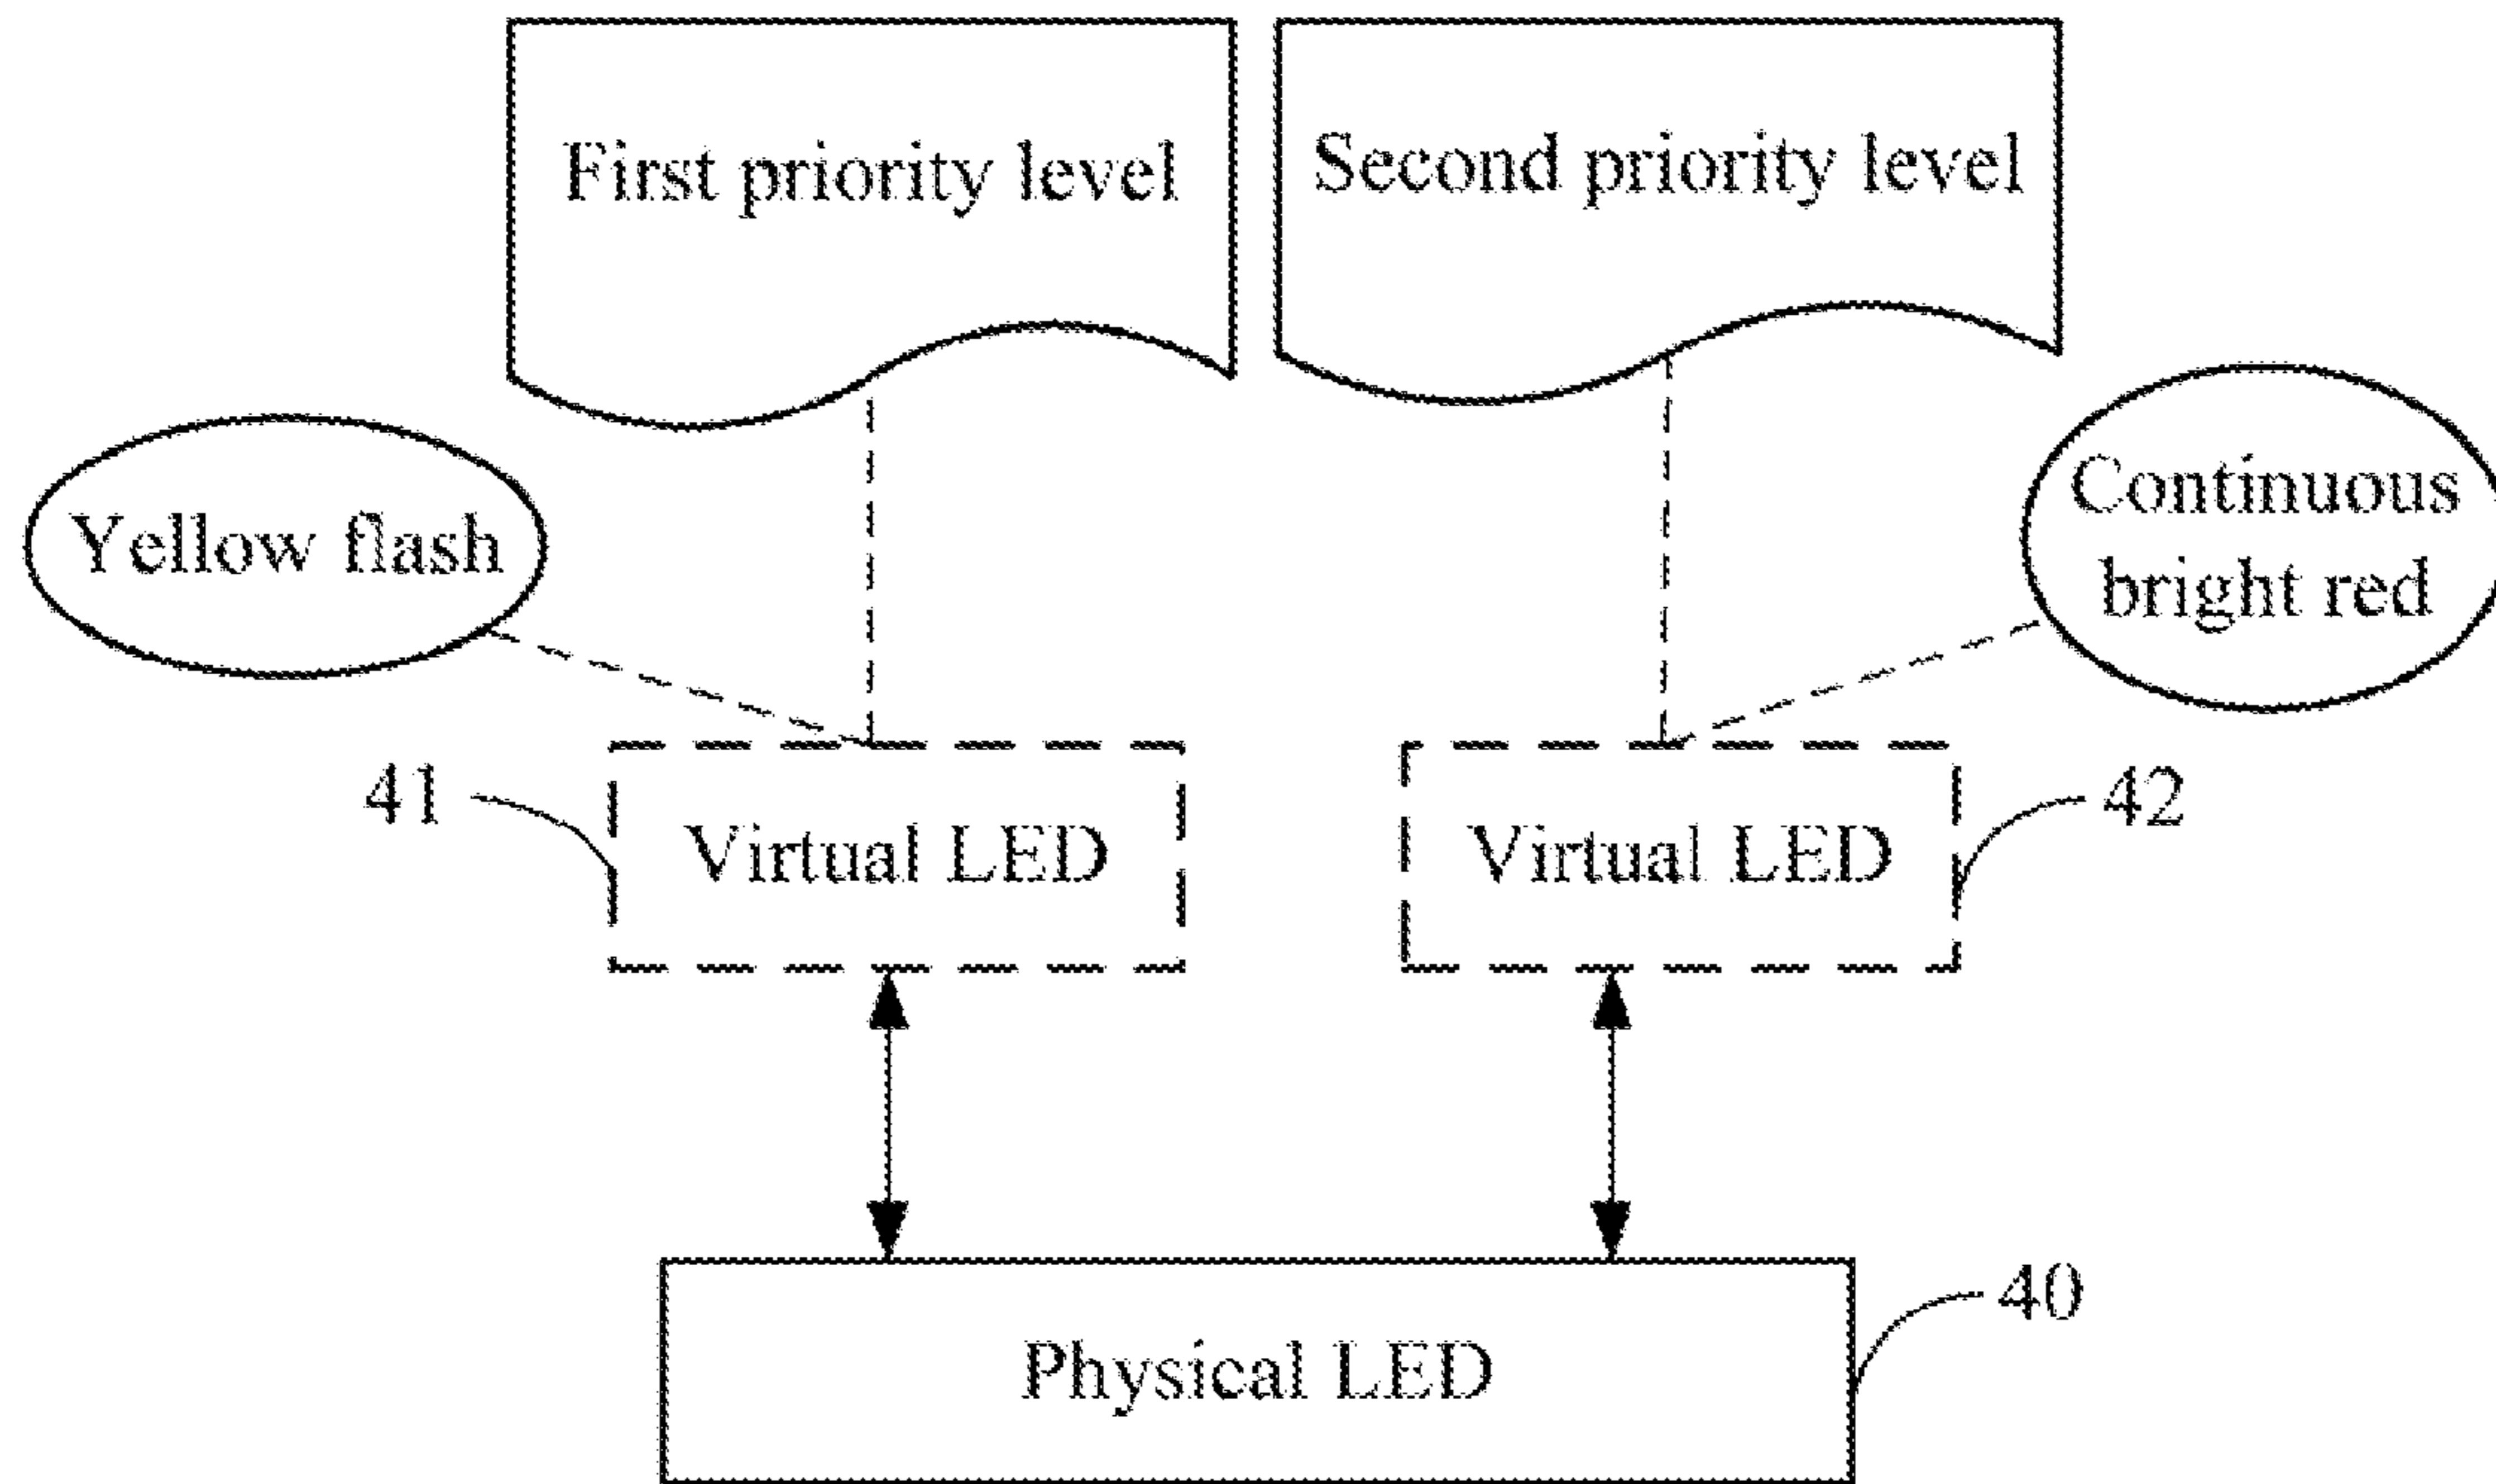 First priority level
Second priority level
Yellow flash
Continuous
bright red
41
Virtual LED
Virtual LED
42
Physical LED
40